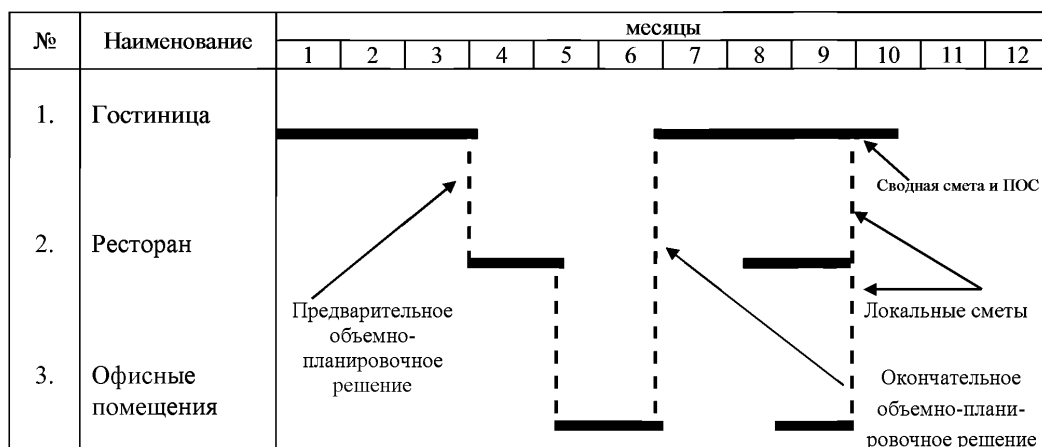 № Наименование месяцы
1 2 3 4 5 6 7 8 9 10 11 12
1. Гостиница
Сводная смета и ПОС
2. Ресторан
Предварительное
объемно-
планировочное
решение
Локальные сметы
3. Офисные
помещения
Окончательное
объемно-плани-
ровочное решение